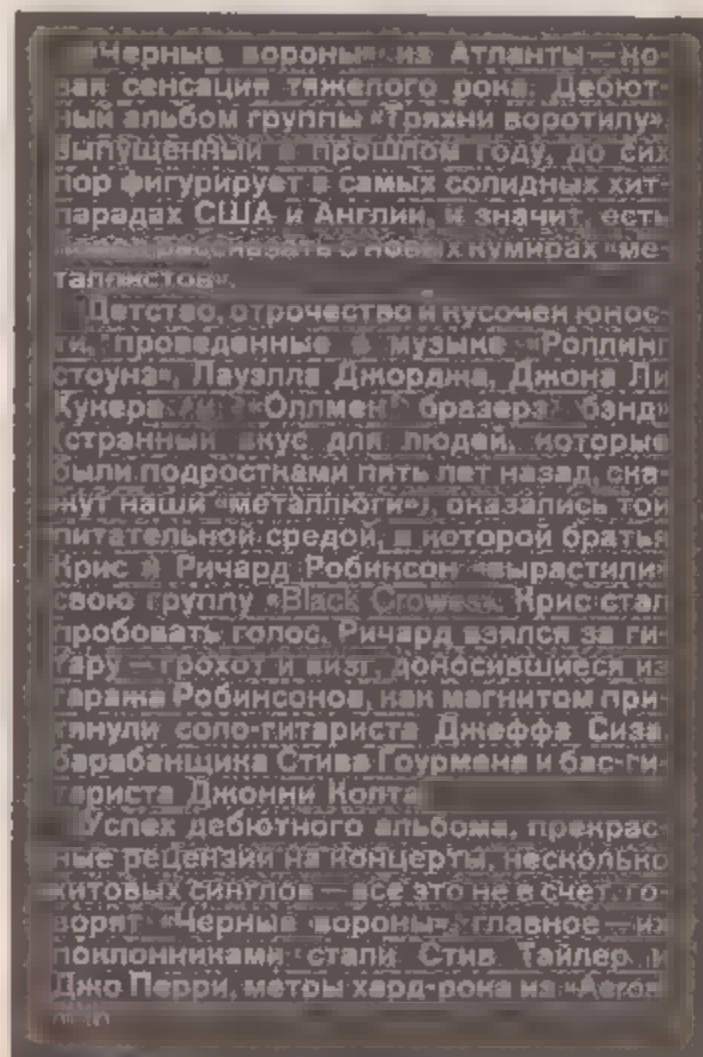 «Черные вороны» из Атланты — но-
вая сенсация тяжелого рока. Дебют-
ный альбом группы «Тряхни воротилу»,
выпущенный в прошлом году, до сих
пор фигурирует в самых солидных хит-
парадах США и Англии, и значит, есть
рассказать о новых кумирах «ме-
таллистов».
Детство, отрочество и кусочек юнос-
ти, проведенные в музыке «Роллинг
стоунз», Лауэлла Джорджа, Джона Ли
Хукера «Оллмен бразерз бэнд»
(странный вкус для людей, которые
были подростками пять лет назад, ска-
жут наши «металлюги»), оказались той
питательной средой, в которой братья
Крис и Ричард Робинсон «вырастили»
свою группу «Black Crowes». Крис стал
пробовать голос, Ричард взялся за ги-
тару — грохот и визг, доносившиеся из
гаража Робинсонов, как магнитом при-
тянули соло-гитариста Джеффа Сиза,
барабанщика Стива Гоурмана и бас-ги-
тариста Джонни Колта
Успех дебютного альбома, прекрас-
ные рецензии на концерты, несколько
хитовых синглов — все это не в счет, го-
ворят «Черные вороны», главное — их
поклонниками стали Стив Тайлер и
Джо Перри, метры хард-рока из «Aeros-